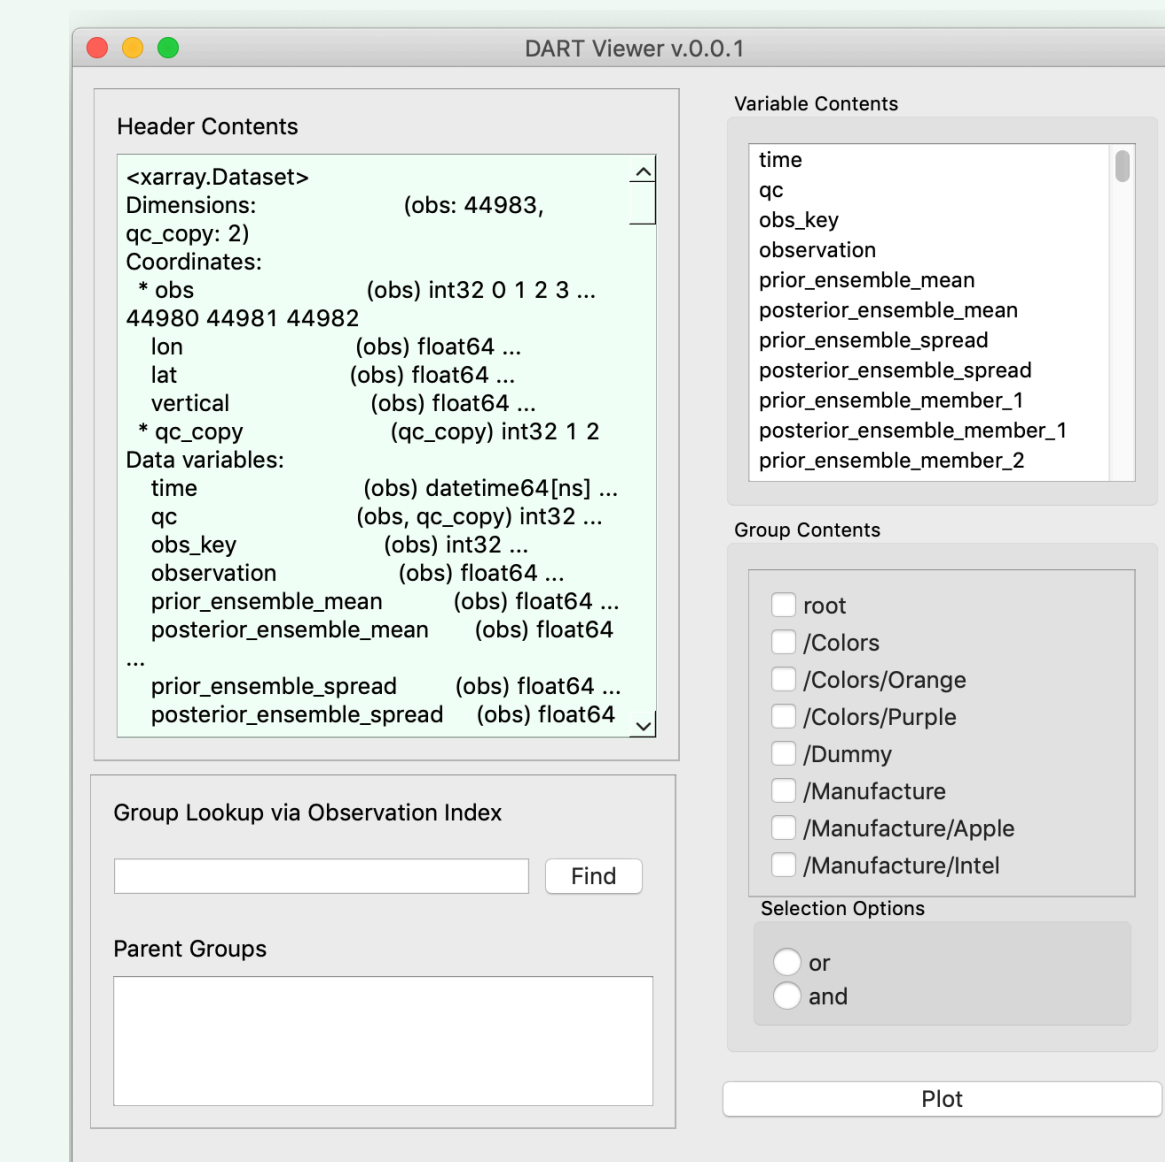 DART Viewer v.0.0.1
Header Contents
<xarray.Dataset>
Dimensions: (obs: 44983,
qc_copy: 2)
Coordinates:
* obs (obs) int32 0 1 2 3 ...
44980 44981 44982
lon (obs) float64 ...
lat (obs) float64 ...
vertical (obs) float64 ...
* qc_copy (qc_copy) int32 1 2
Data variables:
time (obs) datetime64[ns] ...
qc (obs, qc_copy) int32 ...
obs_key (obs) int32 ...
observation (obs) float64 ...
prior_ensemble_mean (obs) float64 ...
posterior_ensemble_mean (obs) float64
...
prior_ensemble_spread (obs) float64 ...
posterior_ensemble_spread (obs) float64
Group Lookup via Observation Index
Find
Parent Groups
Variable Contents
time
qc
obs_key
observation
prior_ensemble_mean
posterior_ensemble_mean
prior_ensemble_spread
posterior_ensemble_spread
prior_ensemble_member_1
posterior_ensemble_member_1
prior_ensemble_member_2
Group Contents
root
/Colors
/Colors/Orange
/Colors/Purple
/Dummy
/Manufacture
/Manufacture/Apple
/Manufacture/Intel
Selection Options
or
and
Plot